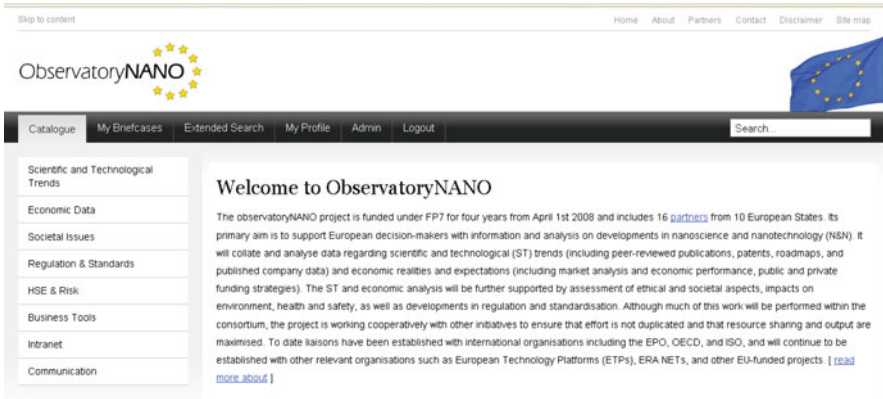 Skip to content
Home About Partners Contact Disclaimer Site map
ObservatoryNANO
Catalogue My Briefcases Extended Search My Profile Admin Logout
Search...
Scientific and Technological
Trends
Economic Data
Societal Issues
Regulation & Standards
HSE & Risk
Business Tools
Intranet
Communication
Welcome to ObservatoryNANO
The observatoryNANO project is funded under FP7 for four years from April 1st 2008 and includes 16 partners from 10 European States. Its
primary aim is to support European decision-makers with information and analysis on developments in nanoscience and nanotechnology (N&N). It
will collate and analyse data regarding scientific and technological (ST) trends (including peer-reviewed publications, patents, roadmaps, and
published company data) and economic realities and expectations (including market analysis and economic performance, public and private
funding strategies). The ST and economic analysis will be further supported by assessment of ethical and societal aspects, impacts on
environment, health and safety, as well as developments in regulation and standardisation. Although much of this work will be performed within the
consortium, the project is working cooperatively with other initiatives to ensure that effort is not duplicated and that resource sharing and output are
maximised. To date liaisons have been established with international organisations including the EPO, OECD, and ISO, and will continue to be
established with other relevant organisations such as European Technology Platforms (ETPs), ERA NETs, and other EU-funded projects. [ read
more about ]